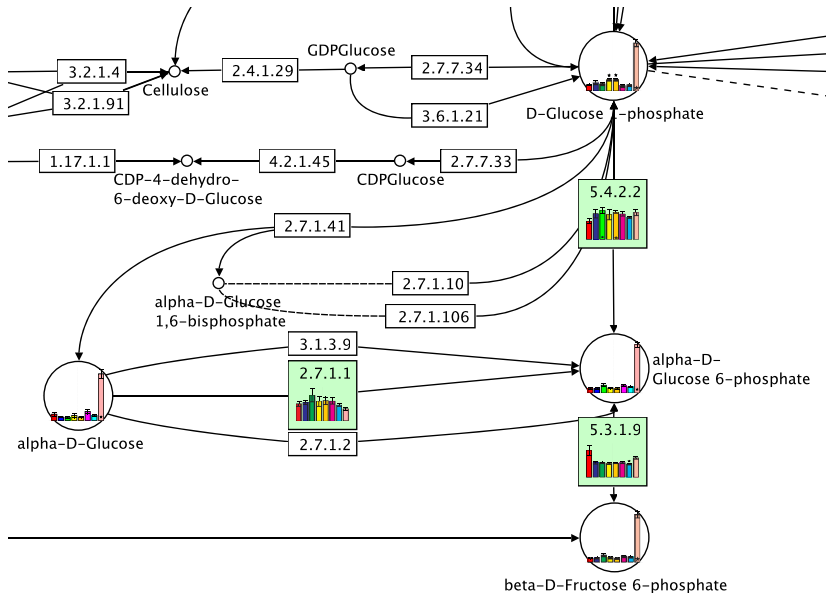 GDPGlucose
3.2.1.4
2.4.1.29
2.7.7.34
Cellulose
3.2.1.91
3.6.1.21
D-Glucose 1-phosphate
1.17.1.1
4.2.1.45
2.7.7.33
CDP-4-dehydro-
6-deoxy-D-Glucose
CDPGlucose
5.4.2.2
2.7.1.41
2.7.1.10
alpha-D-Glucose
1,6-bisphosphate
2.7.1.106
3.1.3.9
alpha-D-
Glucose 6-phosphate
2.7.1.1
alpha-D-Glucose
2.7.1.2
5.3.1.9
beta-D-Fructose 6-phosphate